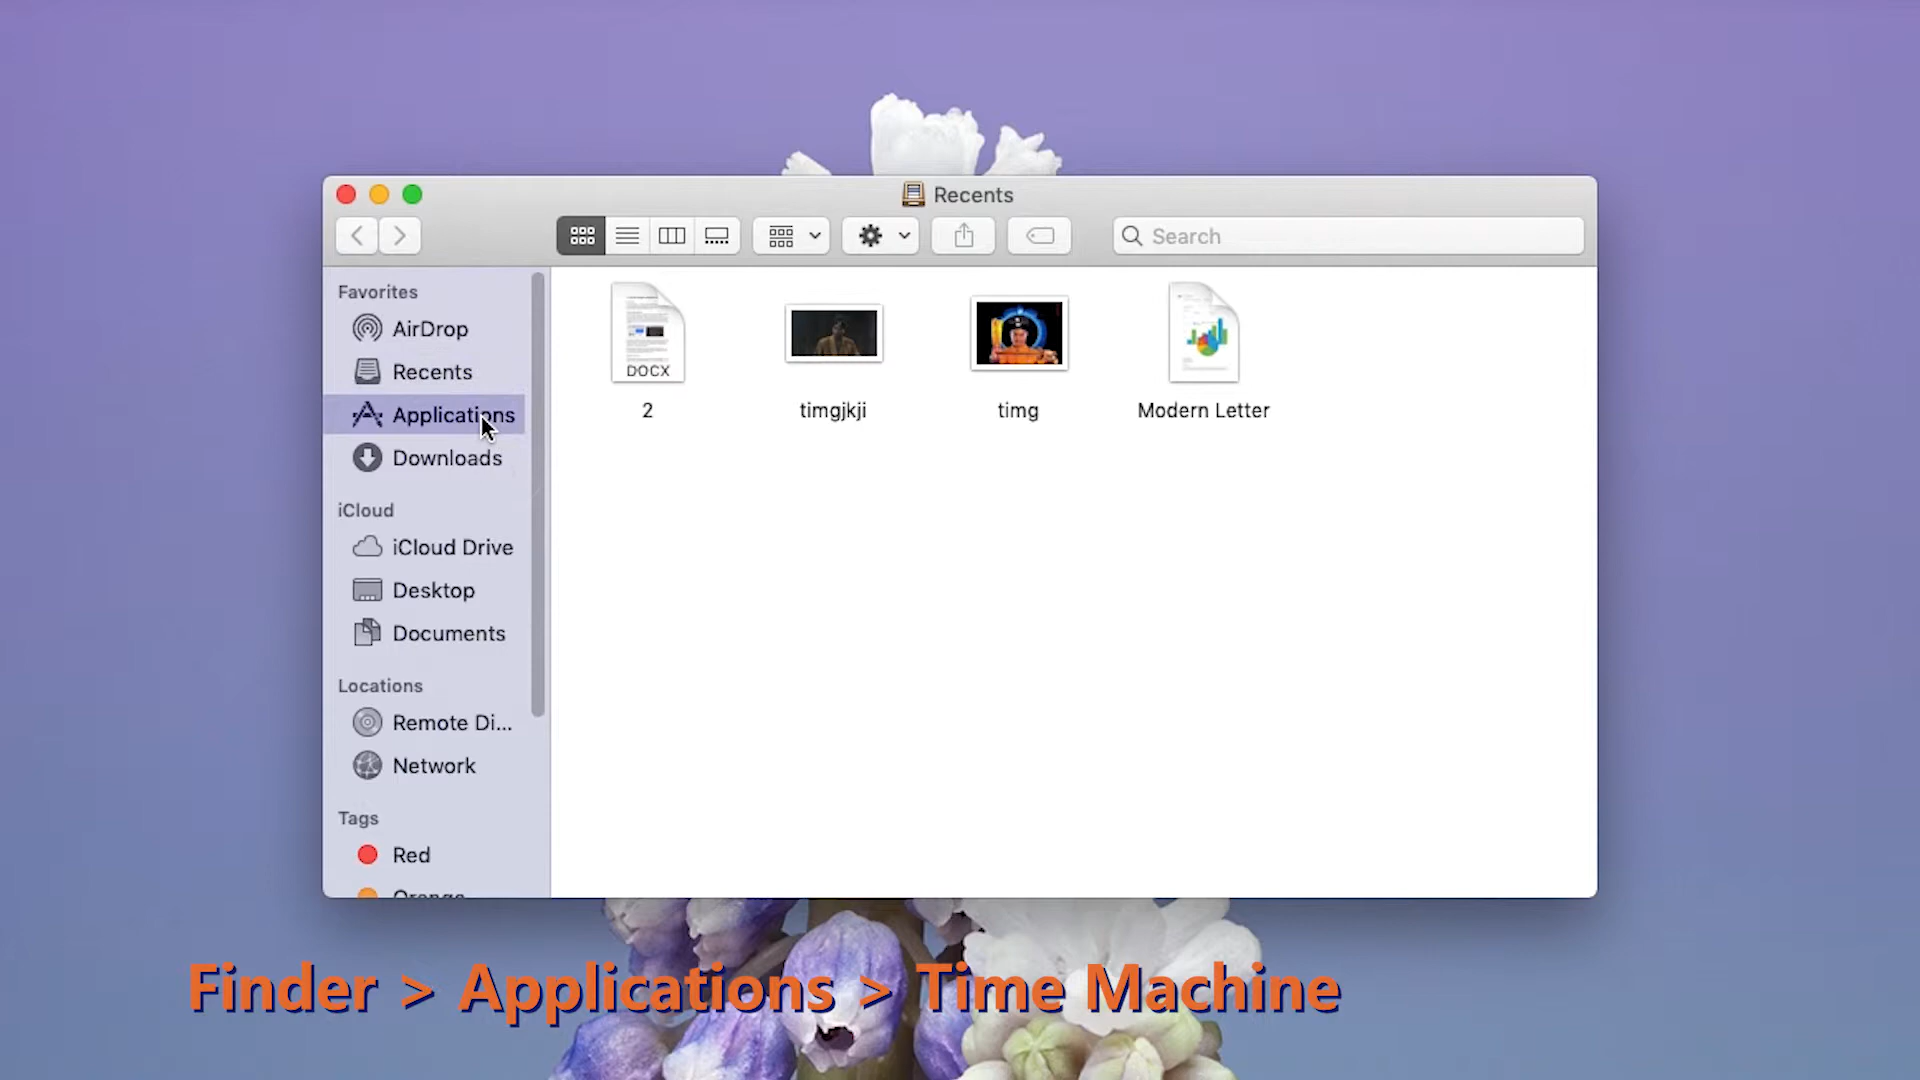 Recents
Search
Favorites
AirDrop
Recents
Applications
Downloads
iCloud
iCloud Drive
Desktop
Documents
Locations
Remote Di...
Network
Tags
Red
Orange
DOCX
2
timgjkji
timg
Modern Letter
Finder > Applications > Time Machine